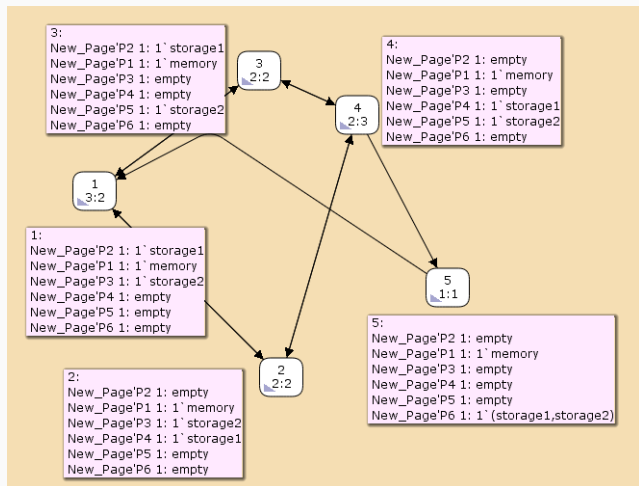 3:
New_Page'P2 1: 1`storage1
New_Page'P1 1: 1`memory
New_Page'P3 1: empty
New_Page'P4 1: empty
New_Page'P5 1: 1`storage2
New_Page'P6 1: empty
3
2:2
4:
New_Page'P2 1: empty
New_Page'P1 1: 1`memory
New_Page'P3 1: empty
New_Page'P4 1: 1`storage1
New_Page'P5 1: 1`storage2
New_Page'P6 1: empty
4
2:3
1
3:2
1:
New_Page'P2 1: 1`storage1
New_Page'P1 1: 1`memory
New_Page'P3 1: 1`storage2
New_Page'P4 1: empty
New_Page'P5 1: empty
New_Page'P6 1: empty
5
1:1
5:
New_Page'P2 1: empty
New_Page'P1 1: 1`memory
New_Page'P3 1: empty
New_Page'P4 1: empty
New_Page'P5 1: empty
New_Page'P6 1: 1`(storage1,storage2)
2
2:2
2:
New_Page'P2 1: empty
New_Page'P1 1: 1`memory
New_Page'P3 1: 1`storage2
New_Page'P4 1: 1`storage1
New_Page'P5 1: empty
New_Page'P6 1: empty